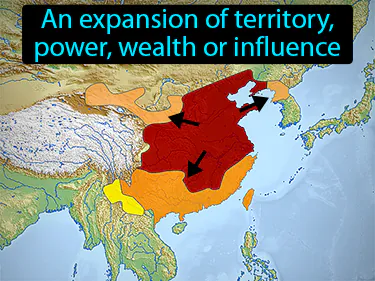 An expansion of territory,
power, wealth or influence